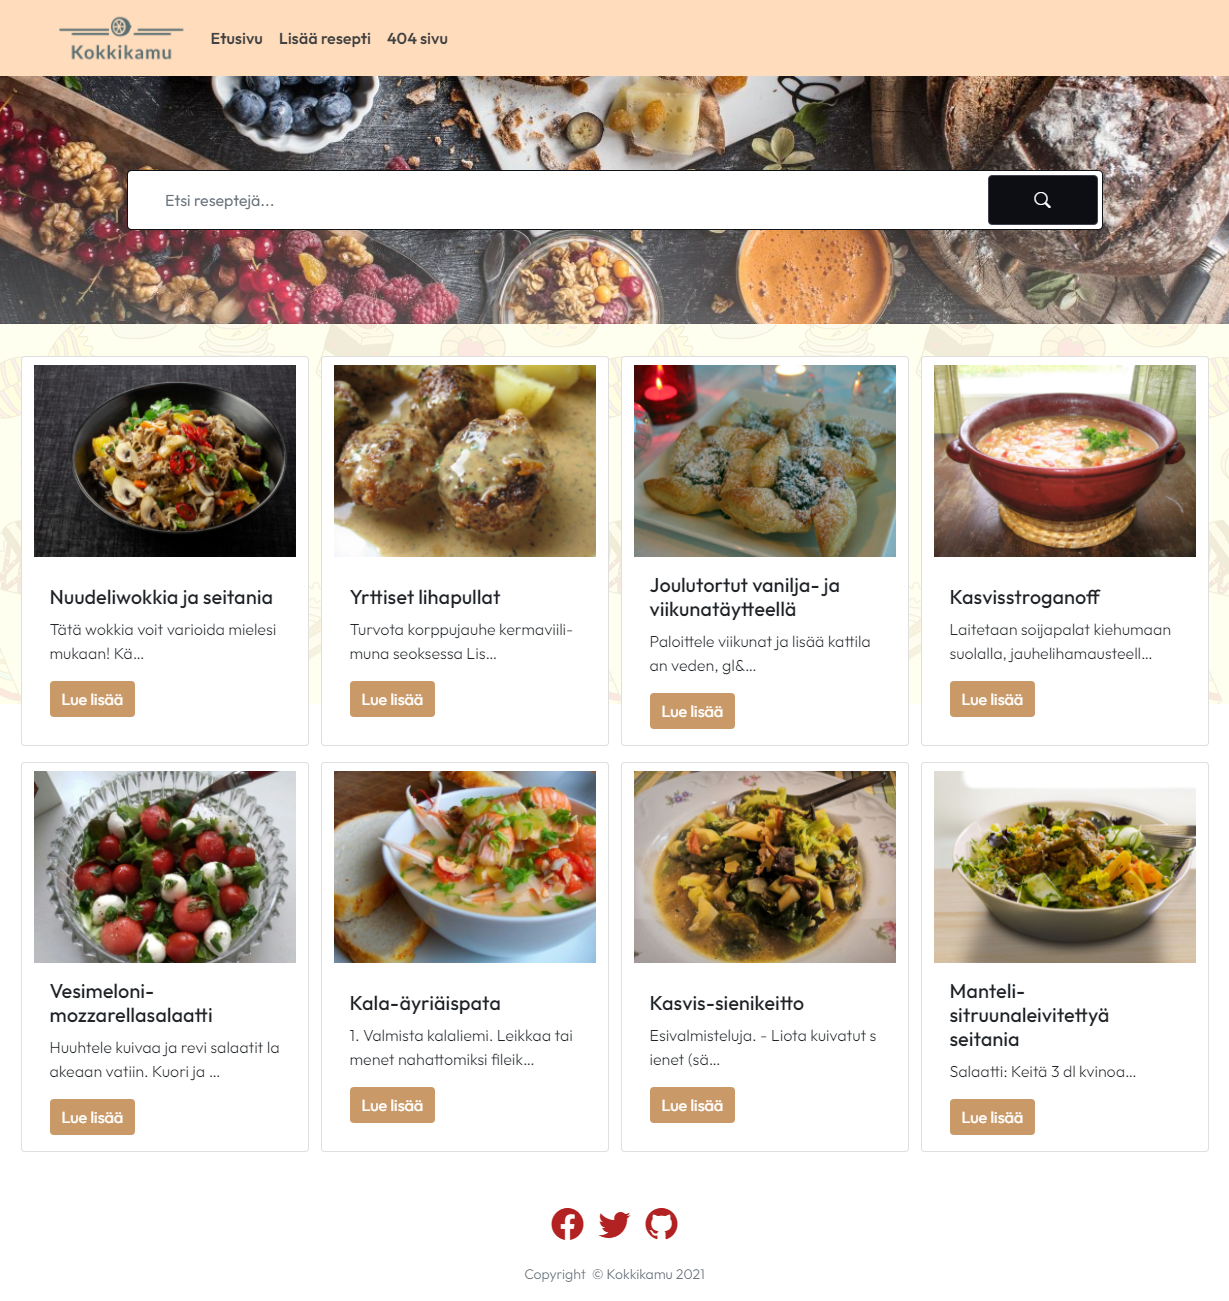 Kokkikamu
Etusivu
Lisää resepti
404 sivu
Etsi reseptejä...
Nuudeliwokkia ja seitania
Tätä wokkia voit varioida mielesi
mukaan! Kä...
Lue lisää
Yrttiset lihapullat
Turvota korppujauhe kermaviili-
muna seoksessa Lis...
Lue lisää
Joulutortut vanilja- ja
viikunatäytteellä
Paloittele viikunat ja lisää kattila
an veden, gl&...
Lue lisää
Kasvisstroganoff
Laitetaan soijapalat kiehumaan
suolalla, jauhelihamausteell...
Lue lisää
Vesimeloni-
mozzarellasalaatti
Huuhtele kuivaa ja revi salaatit la
akeaan vatiin. Kuori ja ...
Lue lisää
Kala-äyriäispata
1. Valmista kalaliemi. Leikkaa tai
menet nahattomiksi fileik...
Lue lisää
Kasvis-sienikeitto
Esivalmisteluja. - Liota kuivatut s
ienet (sä...
Lue lisää
Manteli-
sitruunaleivitettyä
seitania
Salaatti: Keitä 3 dl kvinoa...
Lue lisää
Copyright © Kokkikamu 2021